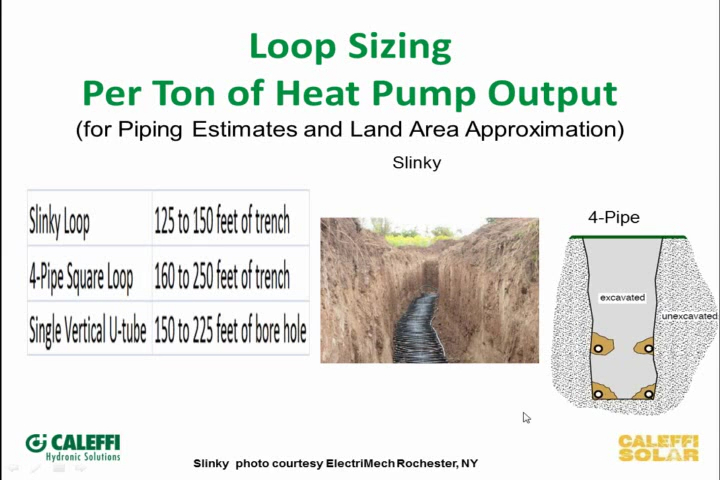 Loop Sizing
Per Ton of Heat Pump Output
(for Piping Estimates and Land Area Approximation)
Slinky
Slinky Loop 125 to 150 feet of trench
4-Pipe Square Loop 160 to 250 feet of trench
Single Vertical U-tube 150 to 225 feet of bore hole
4-Pipe
excavated
unexcavated
CALEFFI
Hydronic Solutions
Slinky photo courtesy ElectriMech Rochester, NY
CALEFFI
SOLAR